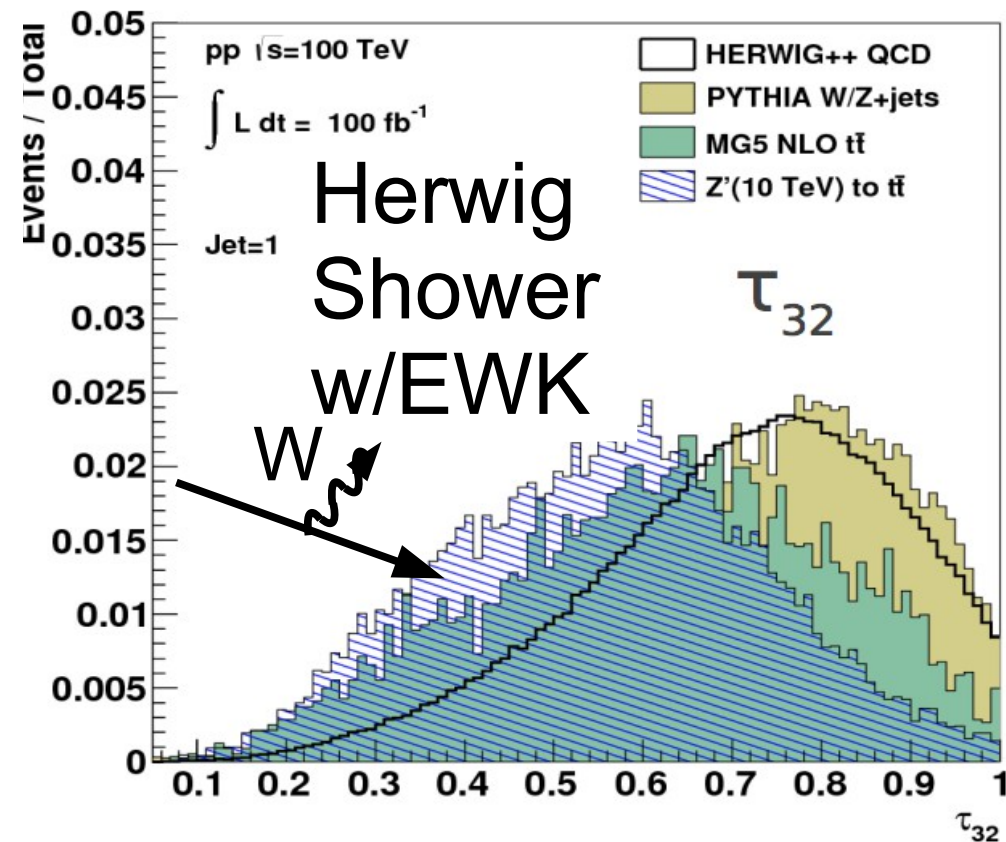 Events / Total
0.05
0.045
0.04
0.035
0.03
0.025
0.02
0.015
0.01
0.005
0
pp √s=100 TeV
∫ L dt = 100 fb⁻¹
Jet=1
HERWIG++ QCD
PYTHIA W/Z+jets
MG5 NLO tt̄
Z'(10 TeV) to tt̄
Herwig
Shower
w/EWK
W
τ₃₂
0.1 0.2 0.3 0.4 0.5 0.6 0.7 0.8 0.9 1
τ₃₂